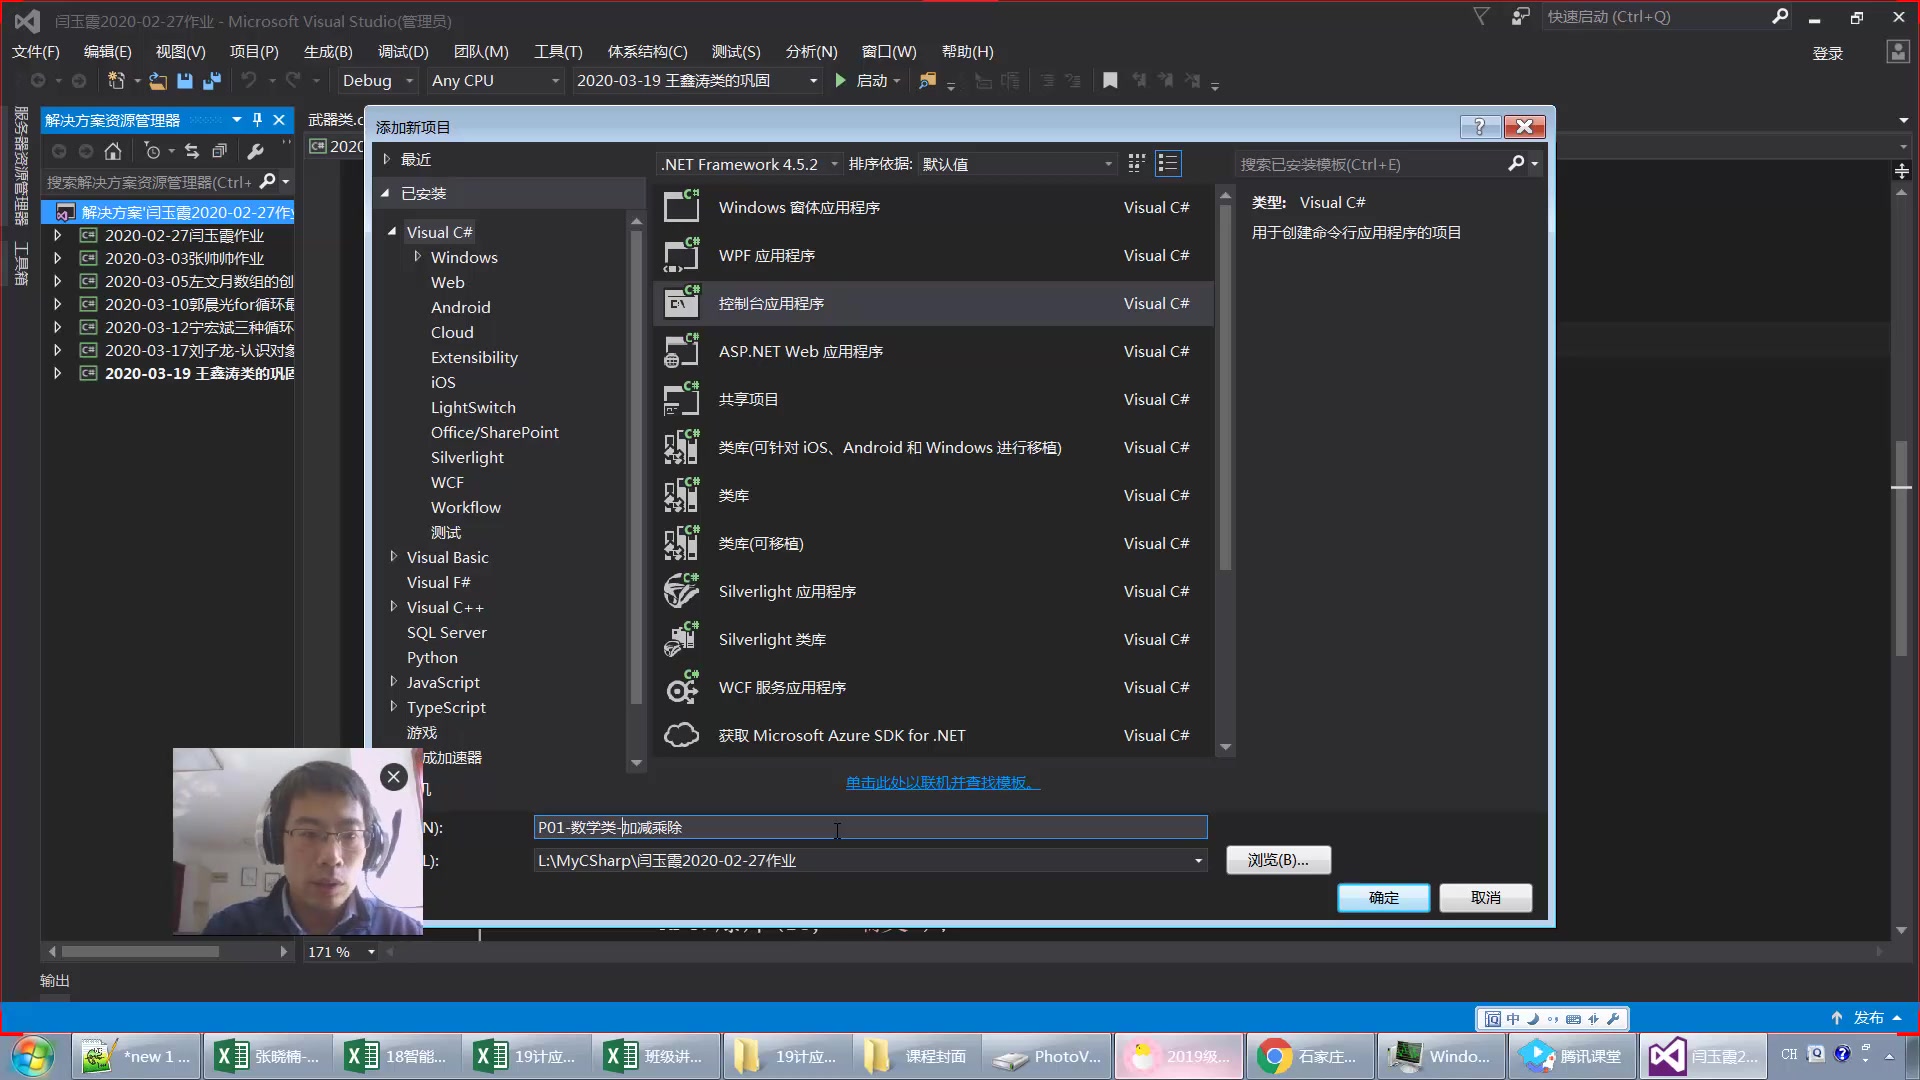 闫玉霞2020-02-27作业 - Microsoft Visual Studio(管理员)
快速启动 (Ctrl+Q)
文件(F) 编辑(E) 视图(V) 项目(P) 生成(B) 调试(D) 团队(M) 工具(T) 体系结构(C) 测试(S) 分析(N) 窗口(W) 帮助(H)
登录
Debug Any CPU 2020-03-19 王鑫涛类的巩固 启动
服务器资源管理器
工具箱
解决方案资源管理器
武器类.c
2020
搜索解决方案资源管理器(Ctrl+
解决方案'闫玉霞2020-02-27作业
2020-02-27闫玉霞作业
2020-03-03张帅帅作业
2020-03-05左文月数组的创
2020-03-10郭晨光for循环最
2020-03-12宁宏斌三种循环
2020-03-17刘子龙-认识对象
2020-03-19 王鑫涛类的巩固
添加新项目
最近
.NET Framework 4.5.2 排序依据: 默认值
搜索已安装模板(Ctrl+E)
已安装
Visual C#
Windows
Web
Android
Cloud
Extensibility
iOS
LightSwitch
Office/SharePoint
Silverlight
WCF
Workflow
测试
Visual Basic
Visual F#
Visual C++
SQL Server
Python
JavaScript
TypeScript
游戏
成加速器
机
Windows 窗体应用程序 Visual C#
WPF 应用程序 Visual C#
控制台应用程序 Visual C#
ASP.NET Web 应用程序 Visual C#
共享项目 Visual C#
类库(可针对 iOS、Android 和 Windows 进行移植) Visual C#
类库 Visual C#
类库(可移植) Visual C#
Silverlight 应用程序 Visual C#
Silverlight 类库 Visual C#
WCF 服务应用程序 Visual C#
获取 Microsoft Azure SDK for .NET Visual C#
类型: Visual C#
用于创建命令行应用程序的项目
单击此处以联机并查找模板。
N): P01-数学类-加减乘除
L): L:\MyCSharp\闫玉霞2020-02-27作业
浏览(B)...
确定 取消
171 %
输出
中
发布
*new 1 ... 张晓楠-... 18智能... 19计应... 班级讲... 19计应... 课程封面 PhotoV... 2019级... 石家庄... Windo... 腾讯课堂 闫玉霞2... CH